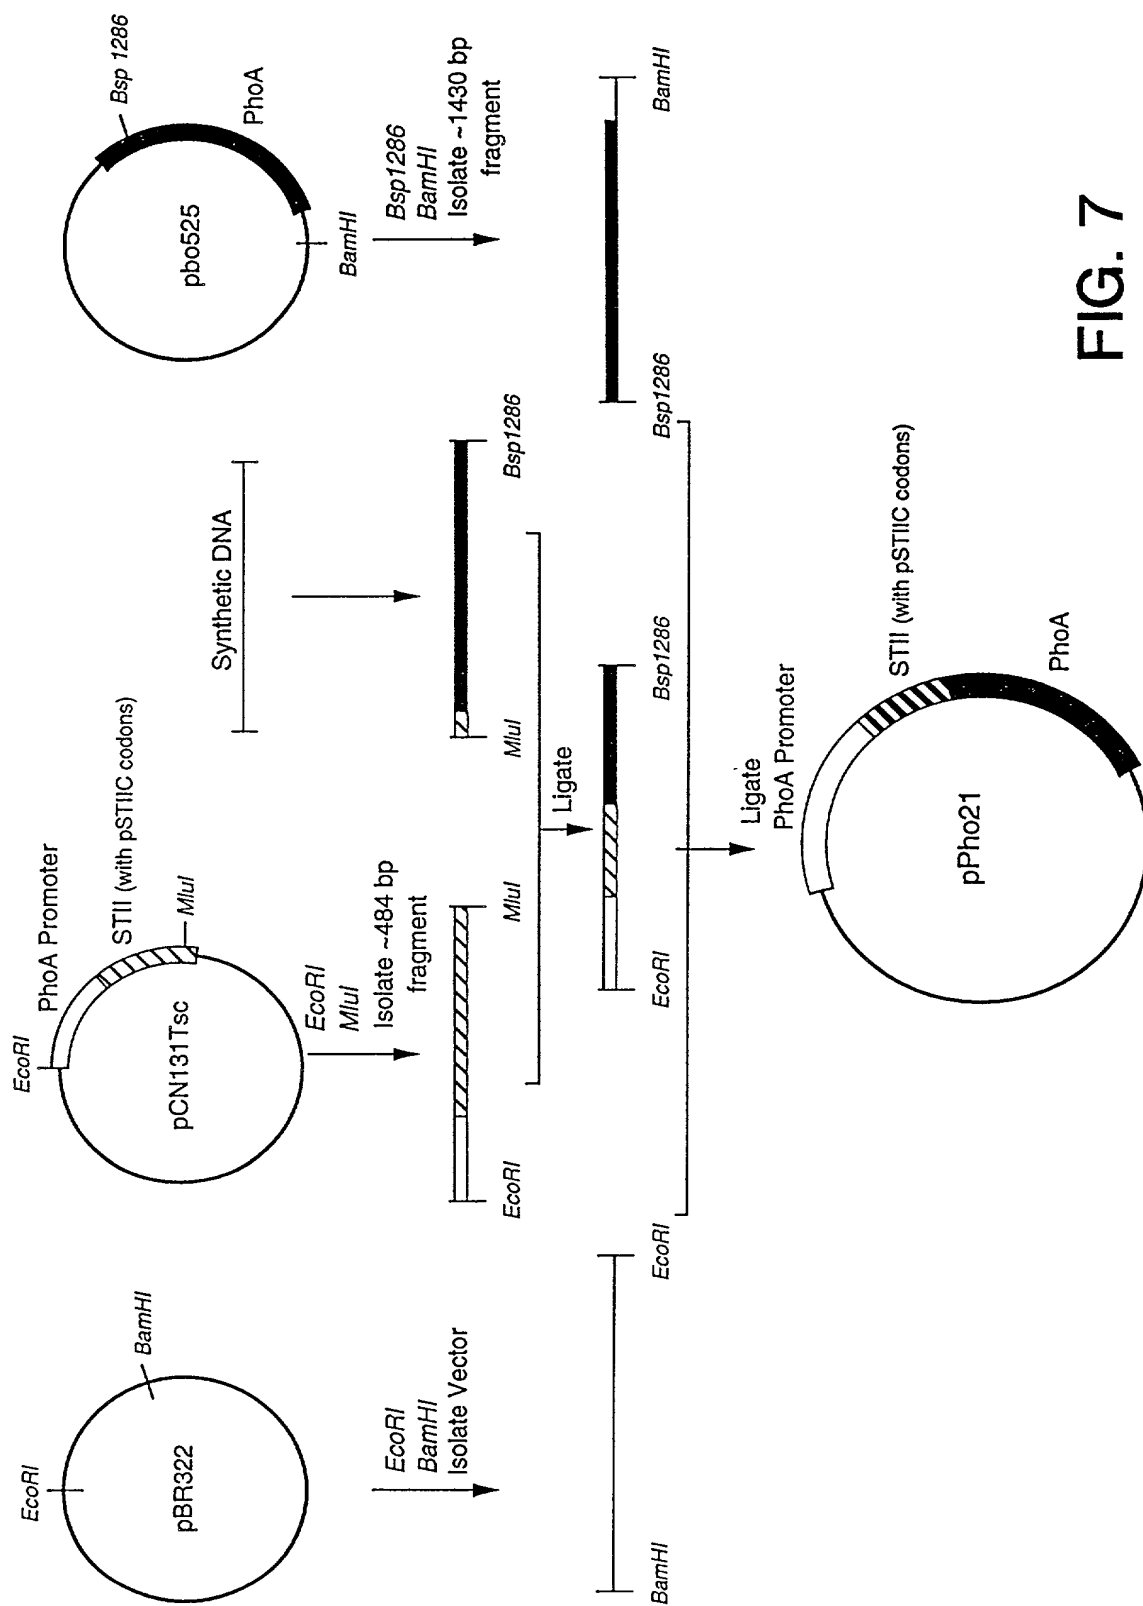 EcoRI
BamHI
pBR322
EcoRI
BamHI
Isolate Vector
BamHI
EcoRI
EcoRI
PhoA Promoter
STII (with pSTIIC codons)
MluI
pCN131Tsc
EcoRI
MluI
Isolate ~484 bp
fragment
EcoRI
MluI
Synthetic DNA
MluI
Bsp1286
Ligate
EcoRI
Bsp1286
Bsp 1286
PhoA
pbo525
BamHI
Bsp1286
BamHI
Isolate ~1430 bp
fragment
Bsp1286
BamHI
Ligate
PhoA Promoter
STII (with pSTIIC codons)
PhoA
pPho21
FIG. 7